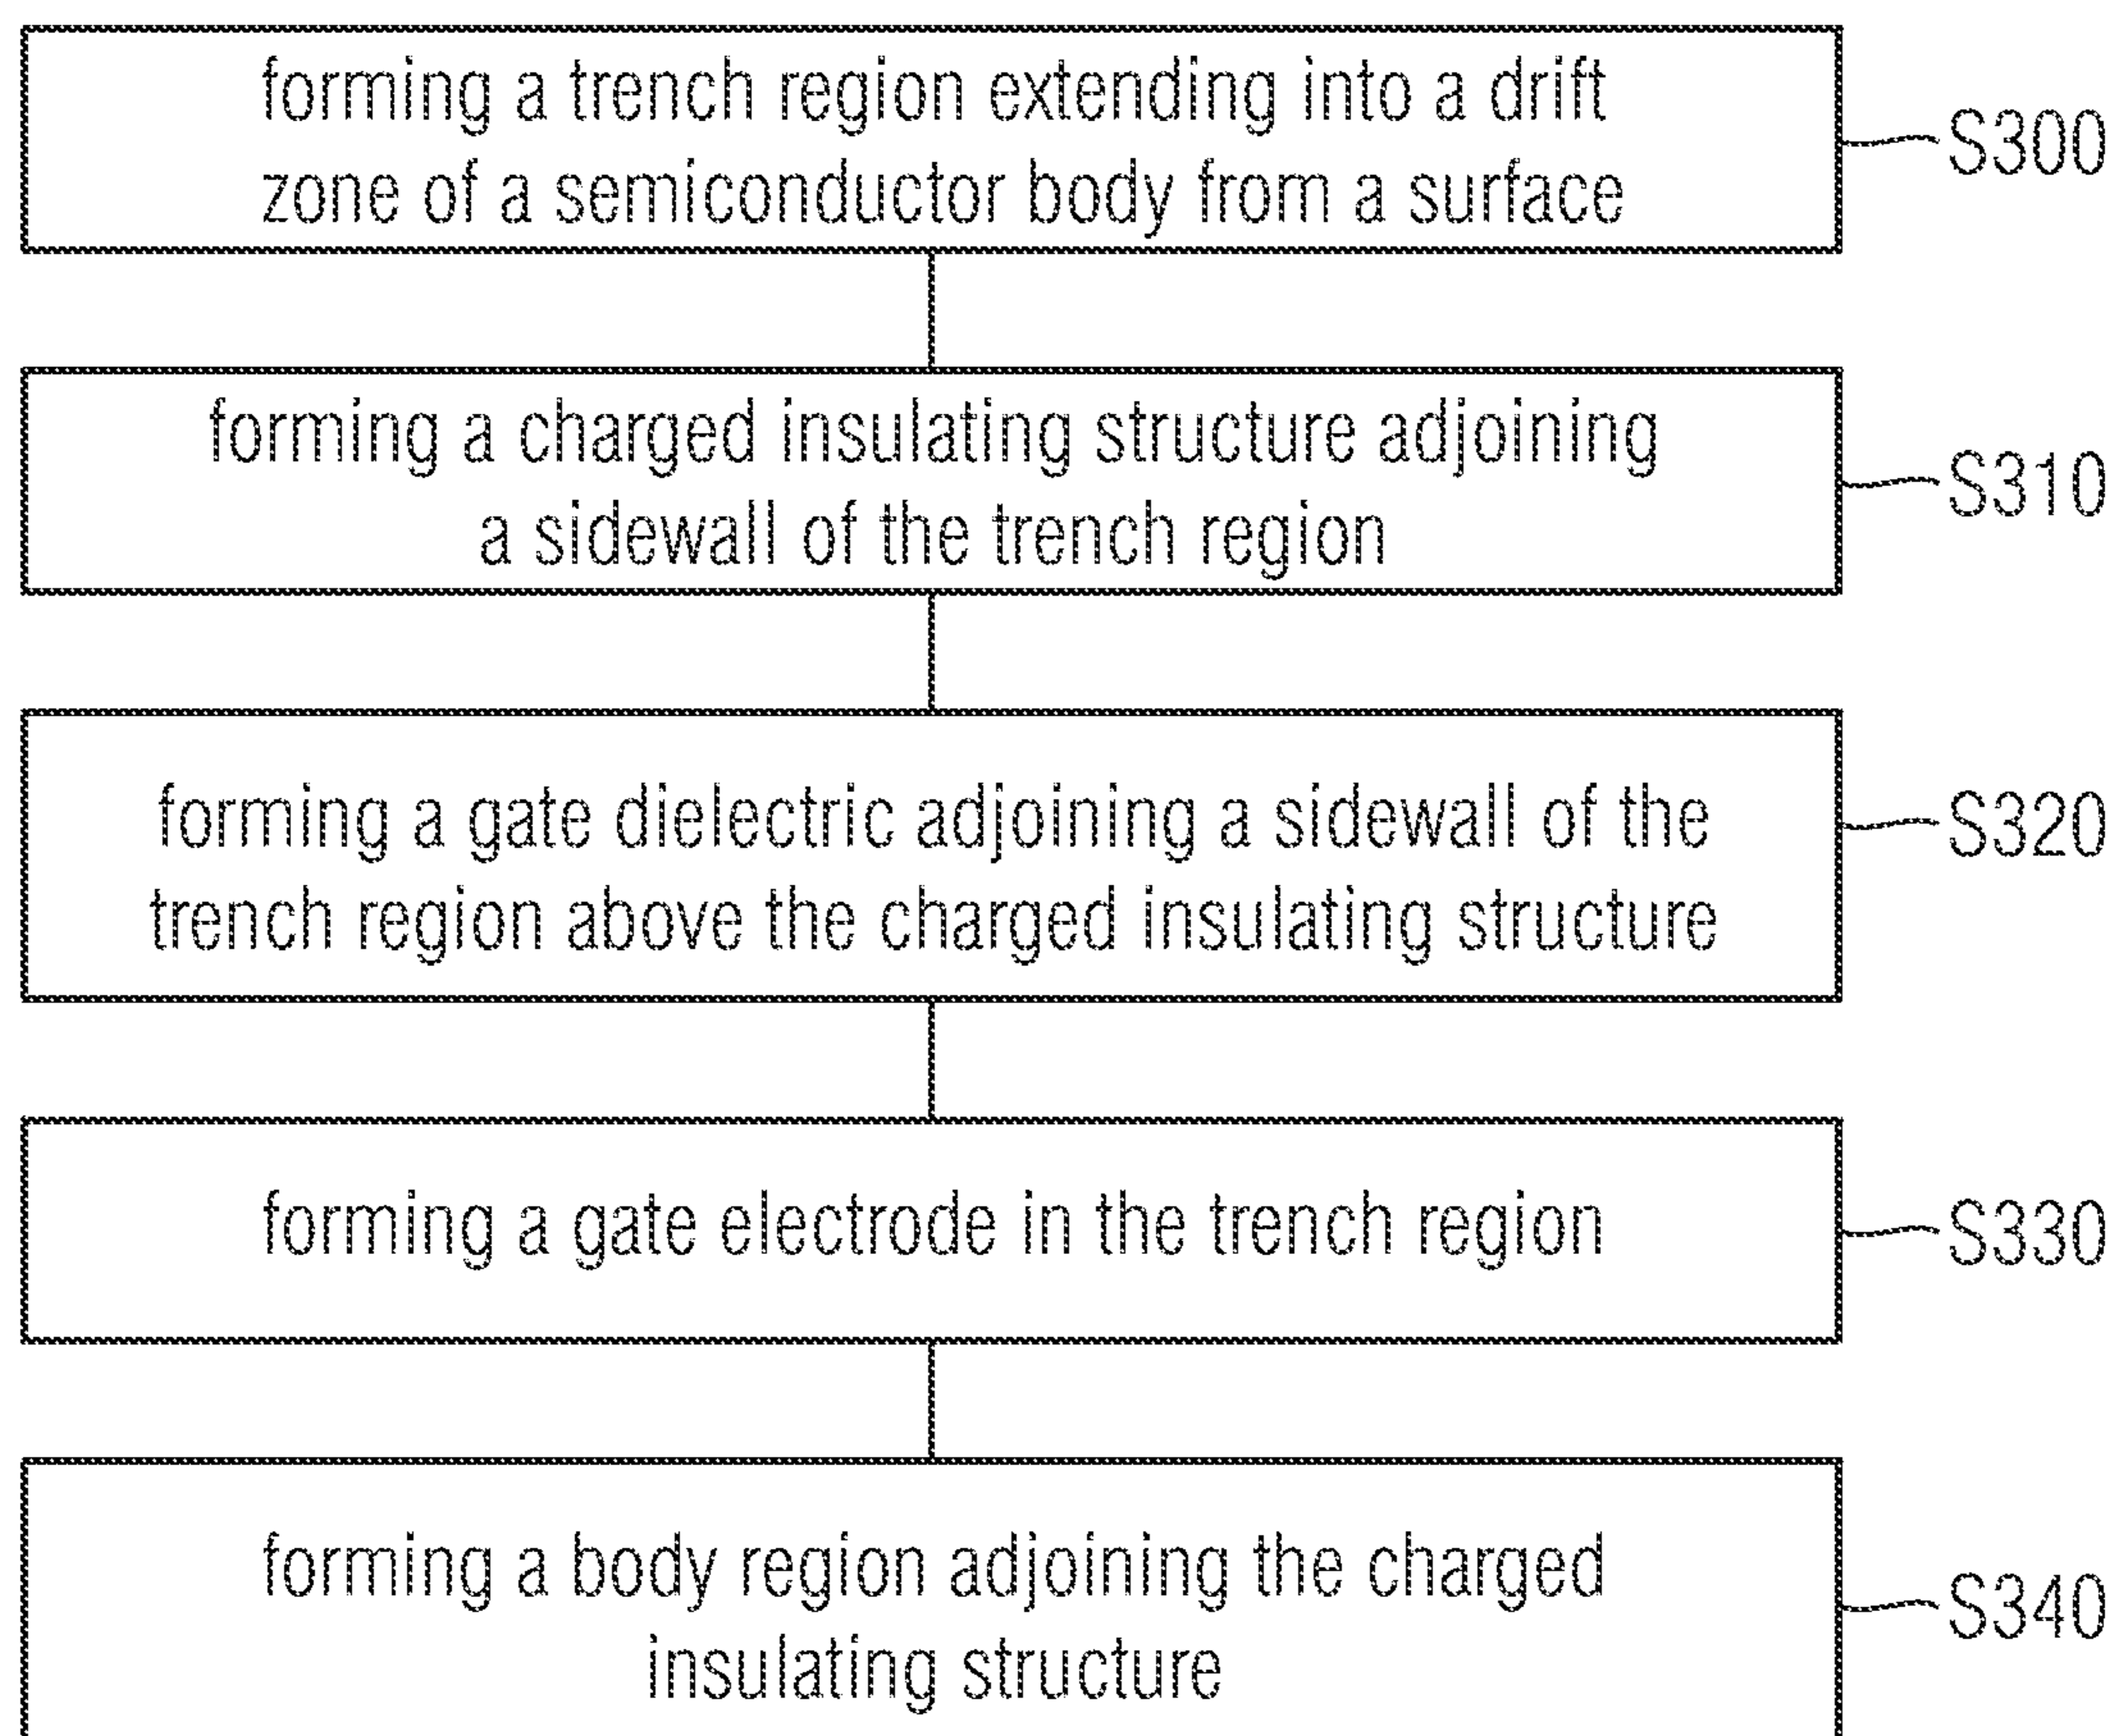 forming a trench region extending into a drift
zone of a semiconductor body from a surface
S300
forming a charged insulating structure adjoining
a sidewall of the trench region
S310
forming a gate dielectric adjoining a sidewall of the
trench region above the charged insulating structure
S320
forming a gate electrode in the trench region
S330
forming a body region adjoining the charged
insulating structure
S340